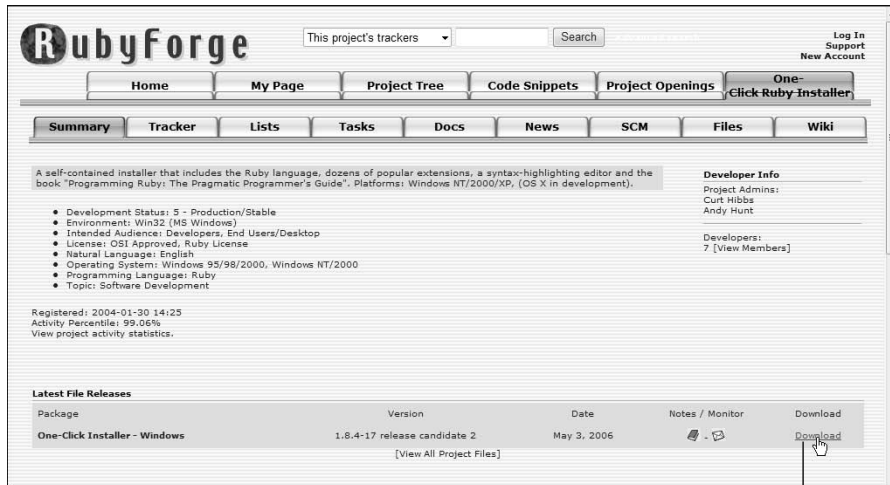 RubyForge
This project's trackers
Search
Log In
Support
New Account
Home
My Page
Project Tree
Code Snippets
Project Openings
One-
Click Ruby Installer
Summary
Tracker
Lists
Tasks
Docs
News
SCM
Files
Wiki
A self-contained installer that includes the Ruby language, dozens of popular extensions, a syntax-highlighting editor and the
book "Programming Ruby: The Pragmatic Programmer's Guide". Platforms: Windows NT/2000/XP, (OS X in development).
Developer Info
Project Admins:
Curt Hibbs
Andy Hunt
Developers:
7 [View Members]
Development Status: 5 - Production/Stable
Environment: Win32 (MS Windows)
Intended Audience: Developers, End Users/Desktop
License: OSI Approved, Ruby License
Natural Language: English
Operating System: Windows 95/98/2000, Windows NT/2000
Programming Language: Ruby
Topic: Software Development
Registered: 2004-01-30 14:25
Activity Percentile: 99.06%
View project activity statistics.
Latest File Releases
Package Version Date Notes / Monitor Download
One-Click Installer - Windows 1.8.4-17 release candidate 2 May 3, 2006 - Download
[View All Project Files]